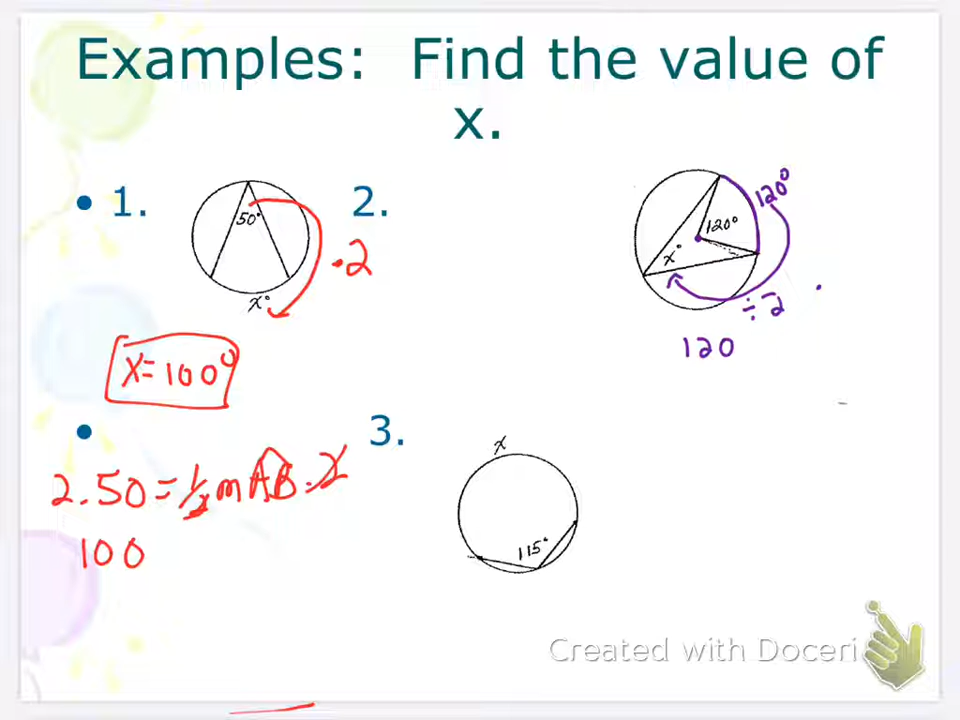 Examples: Find the value of
x.
• 1.
50°
x°
·2
x=100°
2.
120°
120°
x°
÷2
120
•
2·50=½mAB·2
100
3.
x
115°
Created with Doceri